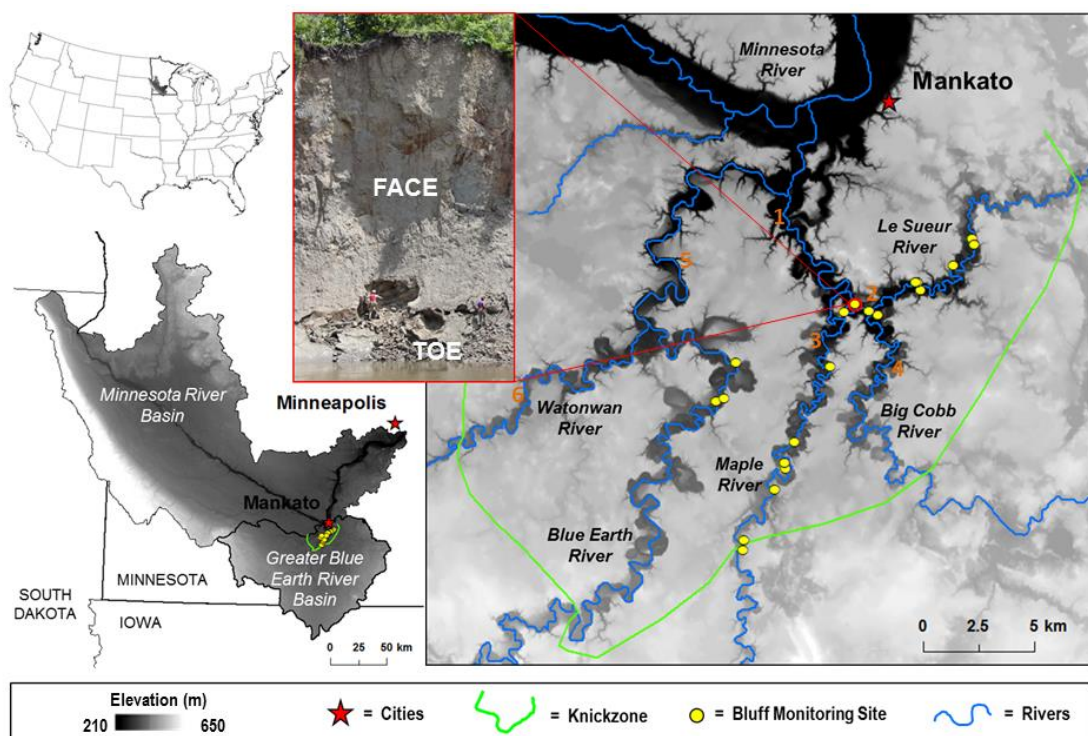 FACE
TOE
Minnesota
River
Mankato
1
Le Sueur
River
5
2
3
4
6
Watonwan
River
Big Cobb
River
Maple
River
Blue Earth
River
0 2.5 5 km
Minnesota River
Basin
Minneapolis
Mankato
Greater Blue
Earth River
Basin
SOUTH
DAKOTA
MINNESOTA
IOWA
0 25 50 km
Elevation (m)
210 650
= Cities
= Knickzone
= Bluff Monitoring Site
= Rivers